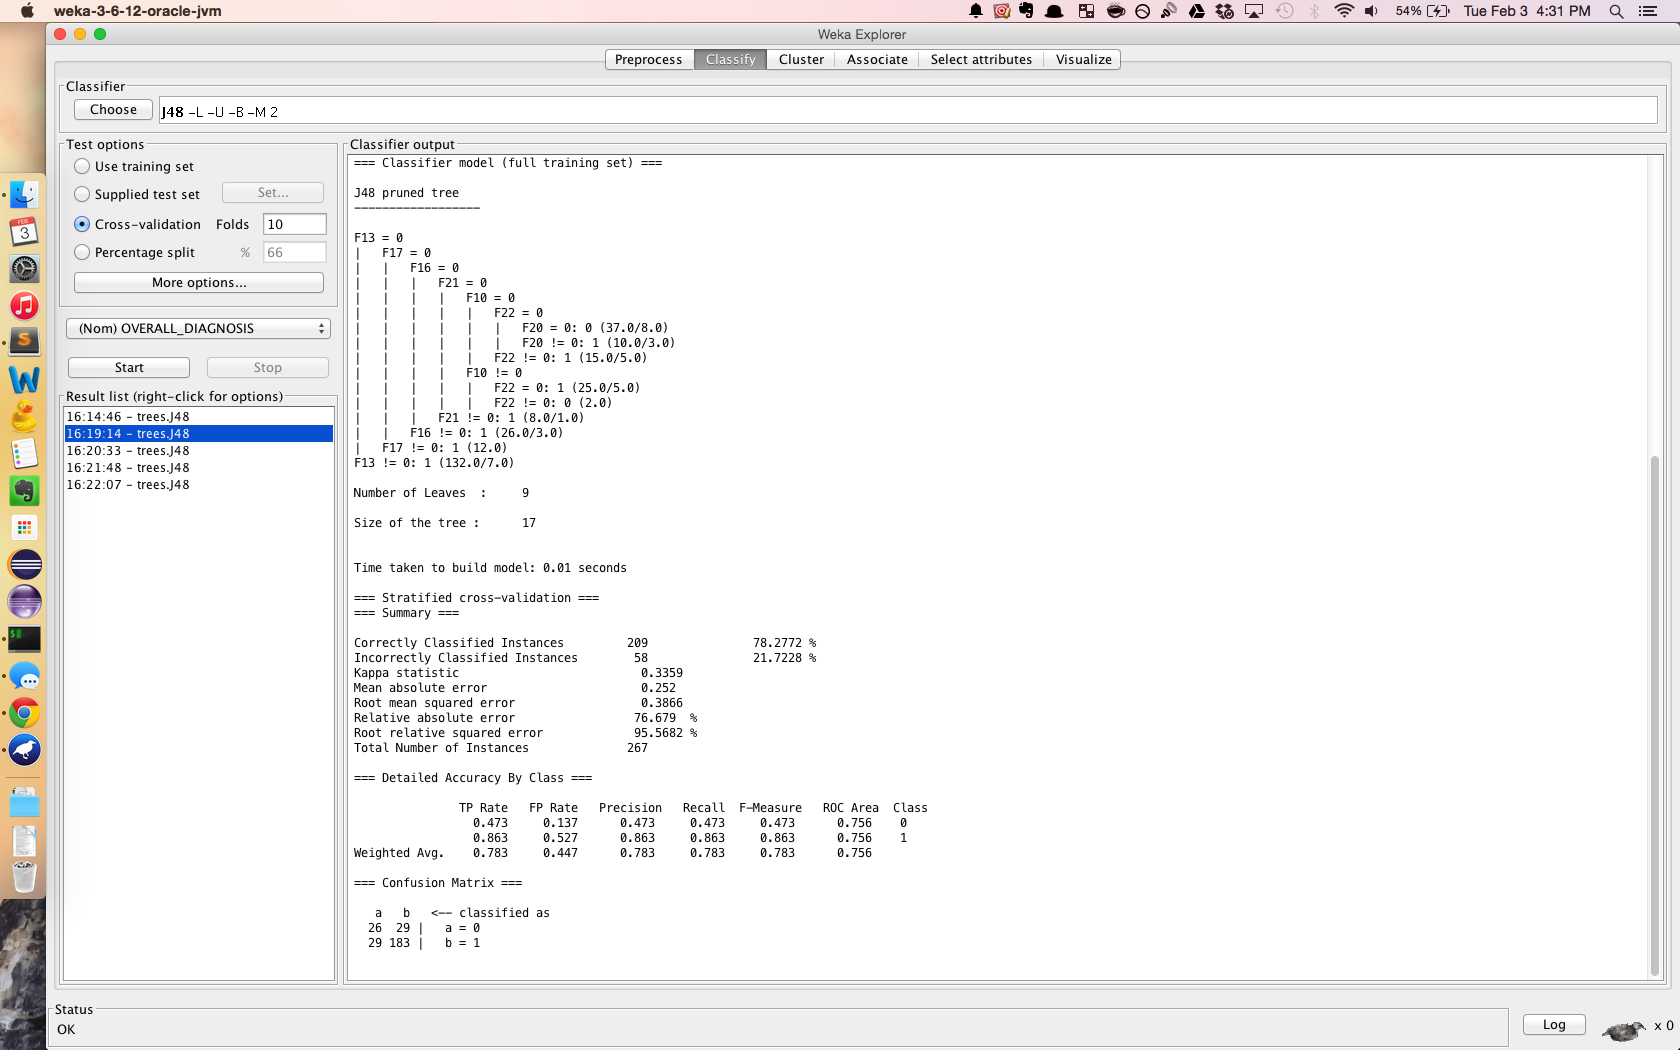 weka-3-6-12-oracle-jvm
54%
Tue Feb 3 4:31 PM
Weka Explorer
Preprocess Classify Cluster Associate Select attributes Visualize
Classifier
Choose J48 -L -U -B -M 2
Test options
Use training set
Supplied test set Set...
Cross-validation Folds 10
Percentage split % 66
More options...
(Nom) OVERALL_DIAGNOSIS
Start Stop
Result list (right-click for options)
16:14:46 - trees.J48
16:19:14 - trees.J48
16:20:33 - trees.J48
16:21:48 - trees.J48
16:22:07 - trees.J48
Classifier output
=== Classifier model (full training set) ===
J48 pruned tree
------------------
F13 = 0
|   F17 = 0
|   |   F16 = 0
|   |   |   F21 = 0
|   |   |   |   F10 = 0
|   |   |   |   |   F22 = 0
|   |   |   |   |   |   F20 = 0: 0 (37.0/8.0)
|   |   |   |   |   |   F20 != 0: 1 (10.0/3.0)
|   |   |   |   |   F22 != 0: 1 (15.0/5.0)
|   |   |   |   F10 != 0
|   |   |   |   |   F22 = 0: 1 (25.0/5.0)
|   |   |   |   |   F22 != 0: 0 (2.0)
|   |   |   F21 != 0: 1 (8.0/1.0)
|   |   F16 != 0: 1 (26.0/3.0)
|   F17 != 0: 1 (12.0)
F13 != 0: 1 (132.0/7.0)
Number of Leaves  :     9
Size of the tree :      17
Time taken to build model: 0.01 seconds
=== Stratified cross-validation ===
=== Summary ===
Correctly Classified Instances 209 78.2772 %
Incorrectly Classified Instances 58 21.7228 %
Kappa statistic 0.3359
Mean absolute error 0.252
Root mean squared error 0.3866
Relative absolute error 76.679 %
Root relative squared error 95.5682 %
Total Number of Instances 267
=== Detailed Accuracy By Class ===
TP Rate FP Rate Precision Recall F-Measure ROC Area Class
0.473 0.137 0.473 0.473 0.473 0.756 0
0.863 0.527 0.863 0.863 0.863 0.756 1
Weighted Avg. 0.783 0.447 0.783 0.783 0.783 0.756
=== Confusion Matrix ===
a b <-- classified as
26 29 | a = 0
29 183 | b = 1
FEB
3
Status
OK
Log
x 0